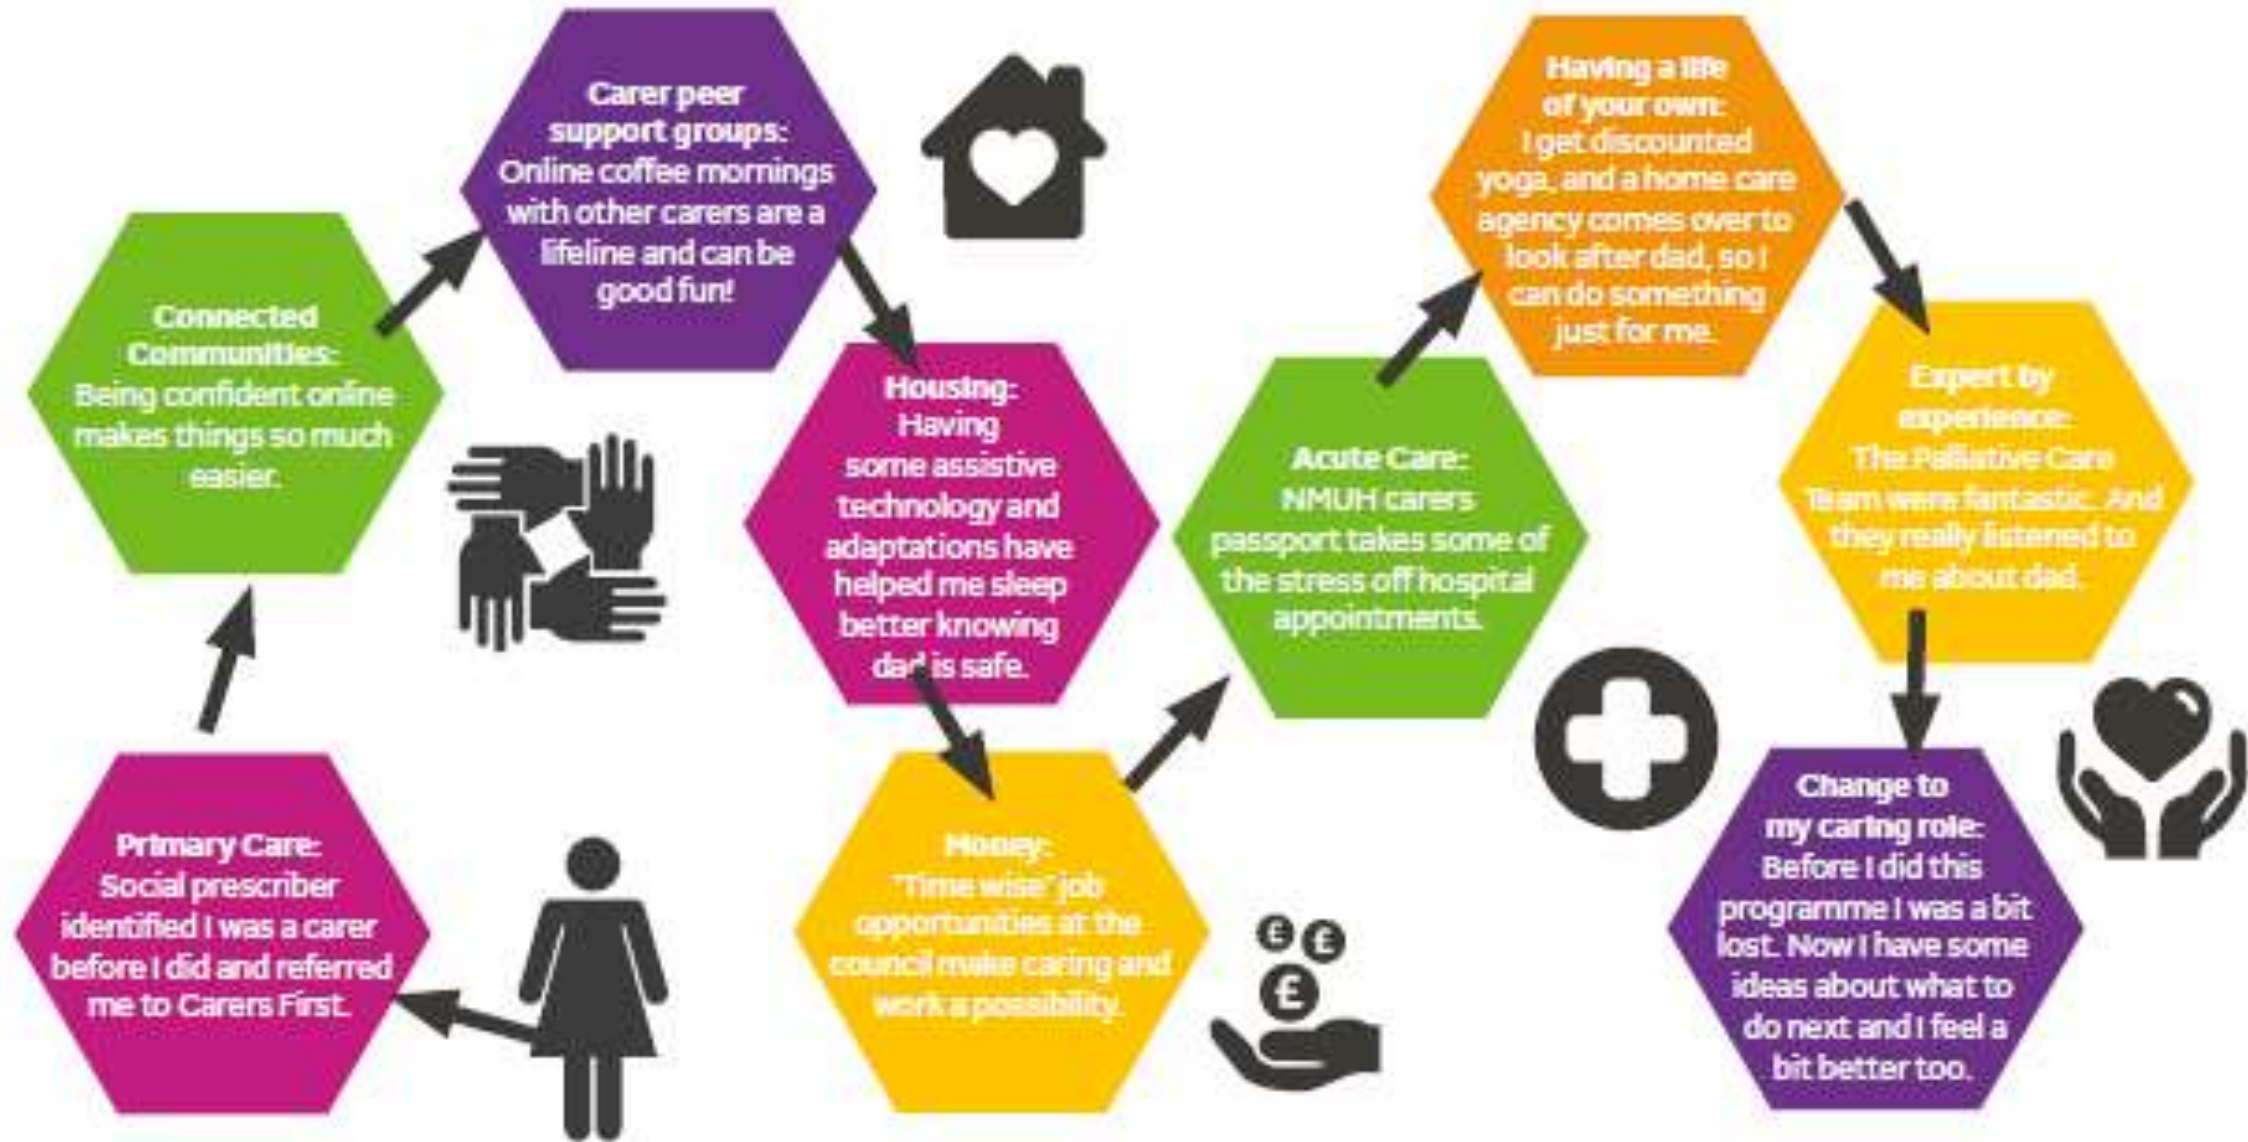 Primary Care:
Social prescriber
identified I was a carer
before I did and referred
me to Carers First.
Connected
Communities:
Being confident online
makes things so much
easier.
Carer peer
support groups:
Online coffee mornings
with other carers are a
lifeline and can be
good fun!
Housing:
Having
some assistive
technology and
adaptations have
helped me sleep
better knowing
dad is safe.
Money:
"Time wise" job
opportunities at the
council make caring and
work a possibility.
£ £
£
Acute Care:
NMUH carers
passport takes some of
the stress off hospital
appointments.
Having a life
of your own:
I get discounted
yoga, and a home care
agency comes over to
look after dad, so I
can do something
just for me.
Expert by
experience:
The Palliative Care
Team were fantastic. And
they really listened to
me about dad.
Change to
my caring role:
Before I did this
programme I was a bit
lost. Now I have some
ideas about what to
do next and I feel a
bit better too.